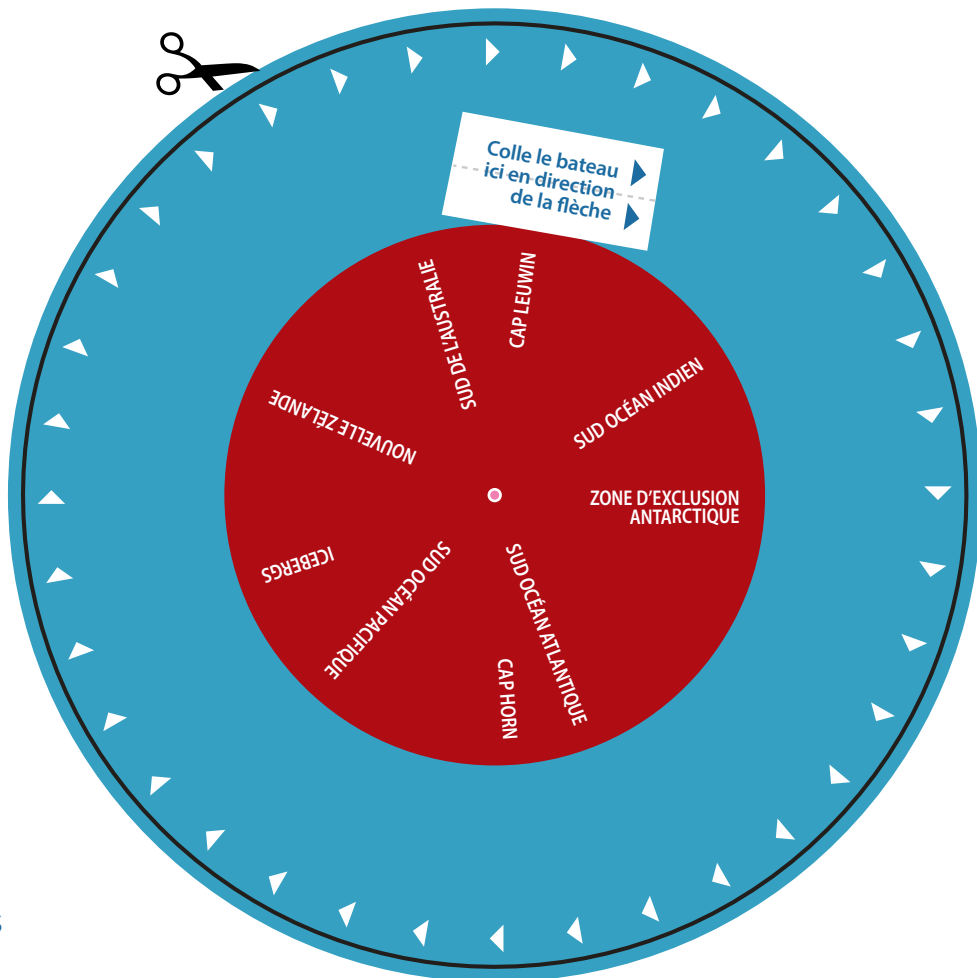 Colle le bateau
ici en direction
de la flèche
CAP LEUWIN
SUD DE L'AUSTRALIE
SUD OCÉAN INDIEN
NOUVELLE ZÉLANDE
ZONE D'EXCLUSION
ANTARCTIQUE
ICEBERGS
SUD OCÉAN PACIFIQUE
SUD OCÉAN ATLANTIQUE
CAP HORN